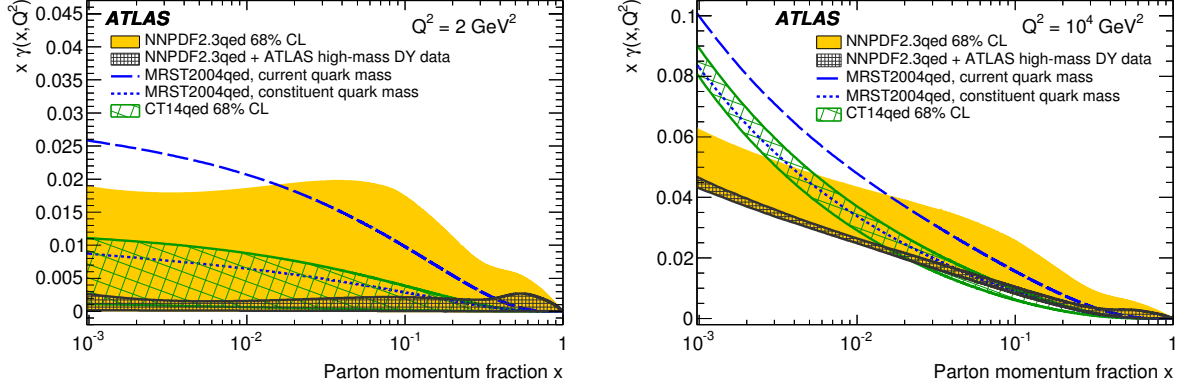 ATLAS
Q² = 2 GeV²
NNPDF2.3qed 68% CL
NNPDF2.3qed + ATLAS high-mass DY data
MRST2004qed, current quark mass
MRST2004qed, constituent quark mass
CT14qed 68% CL
x γ(x,Q²)
0.045
0.04
0.035
0.03
0.025
0.02
0.015
0.01
0.005
0
10⁻³ 10⁻² 10⁻¹ 1
Parton momentum fraction x
ATLAS
Q² = 10⁴ GeV²
NNPDF2.3qed 68% CL
NNPDF2.3qed + ATLAS high-mass DY data
MRST2004qed, current quark mass
MRST2004qed, constituent quark mass
CT14qed 68% CL
x γ(x,Q²)
0.1
0.08
0.06
0.04
0.02
0
10⁻³ 10⁻² 10⁻¹ 1
Parton momentum fraction x